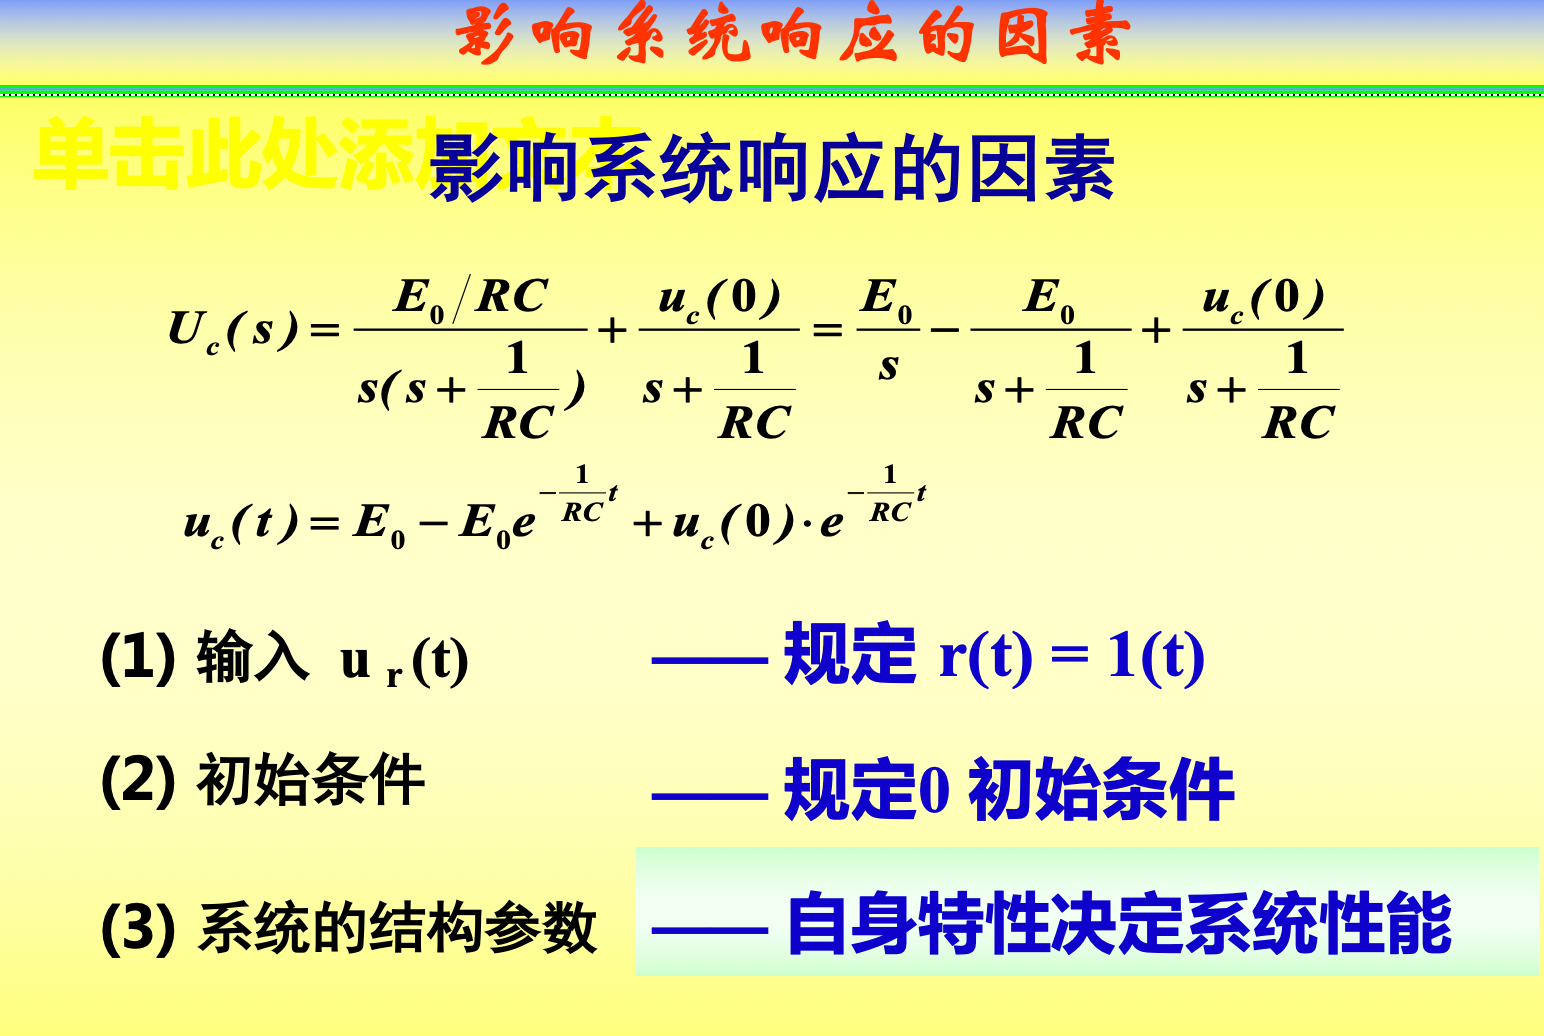 影响系统响应的因素
单击此处添加文本
影响系统响应的因素
U_c(s) = \frac{E_0/RC}{s(s+\frac{1}{RC})} + \frac{u_c(0)}{s+\frac{1}{RC}} = \frac{E_0}{s} - \frac{E_0}{s+\frac{1}{RC}} + \frac{u_c(0)}{s+\frac{1}{RC}}
u_c(t) = E_0 - E_0 e^{-\frac{1}{RC}t} + u_c(0) \cdot e^{-\frac{1}{RC}t}
(1) 输入 u r (t) —— 规定 r(t) = 1(t)
(2) 初始条件 —— 规定0 初始条件
(3) 系统的结构参数 —— 自身特性决定系统性能